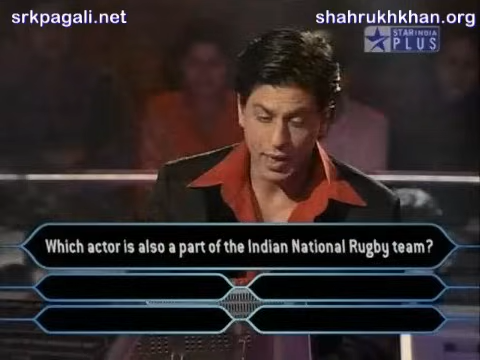 srkpagali.net
shahrukhkhan.org
STAR INDIA
PLUS
Which actor is also a part of the Indian National Rugby team?